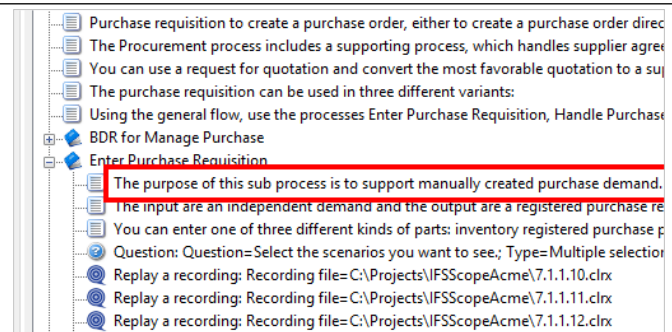 Purchase requisition to create a purchase order, either to create a purchase order direc
The Procurement process includes a supporting process, which handles supplier agree
You can use a request for quotation and convert the most favorable quotation to a su
The purchase requisition can be used in three different variants:
Using the general flow, use the processes Enter Purchase Requisition, Handle Purchase
BDR for Manage Purchase
Enter Purchase Requisition
The purpose of this sub process is to support manually created purchase demand.
The input are an independent demand and the output are a registered purchase re
You can enter one of three different kinds of parts: inventory registered purchase p
Question: Question=Select the scenarios you want to see.; Type=Multiple selection
Replay a recording: Recording file=C:\Projects\IFSScopeAcme\7.1.1.10.clrx
Replay a recording: Recording file=C:\Projects\IFSScopeAcme\7.1.1.11.clrx
Replay a recording: Recording file=C:\Projects\IFSScopeAcme\7.1.1.12.clrx